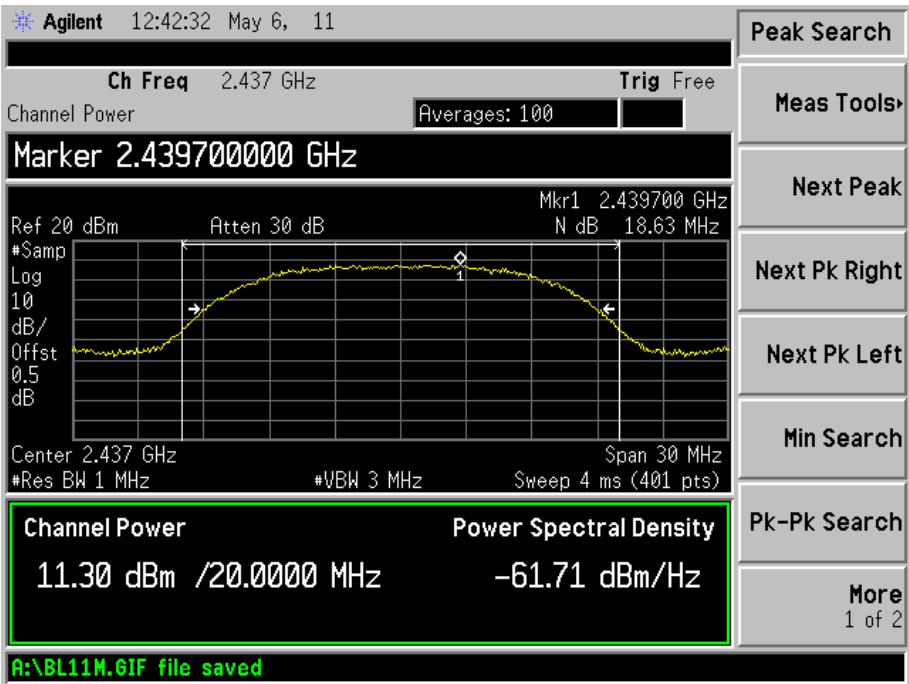 Agilent 12:42:32 May 6, 11
Peak Search
Ch Freq 2.437 GHz Trig Free
Channel Power Averages: 100
Meas Tools
Marker 2.439700000 GHz
Next Peak
Mkr1 2.439700 GHz
Ref 20 dBm Atten 30 dB N dB 18.63 MHz
#Samp
Log
10
dB/
Offst
0.5
dB
1
Next Pk Right
Next Pk Left
Min Search
Center 2.437 GHz Span 30 MHz
#Res BW 1 MHz #VBW 3 MHz Sweep 4 ms (401 pts)
Channel Power Power Spectral Density
11.30 dBm /20.0000 MHz -61.71 dBm/Hz
Pk-Pk Search
More
1 of 2
A:\BL11M.GIF file saved